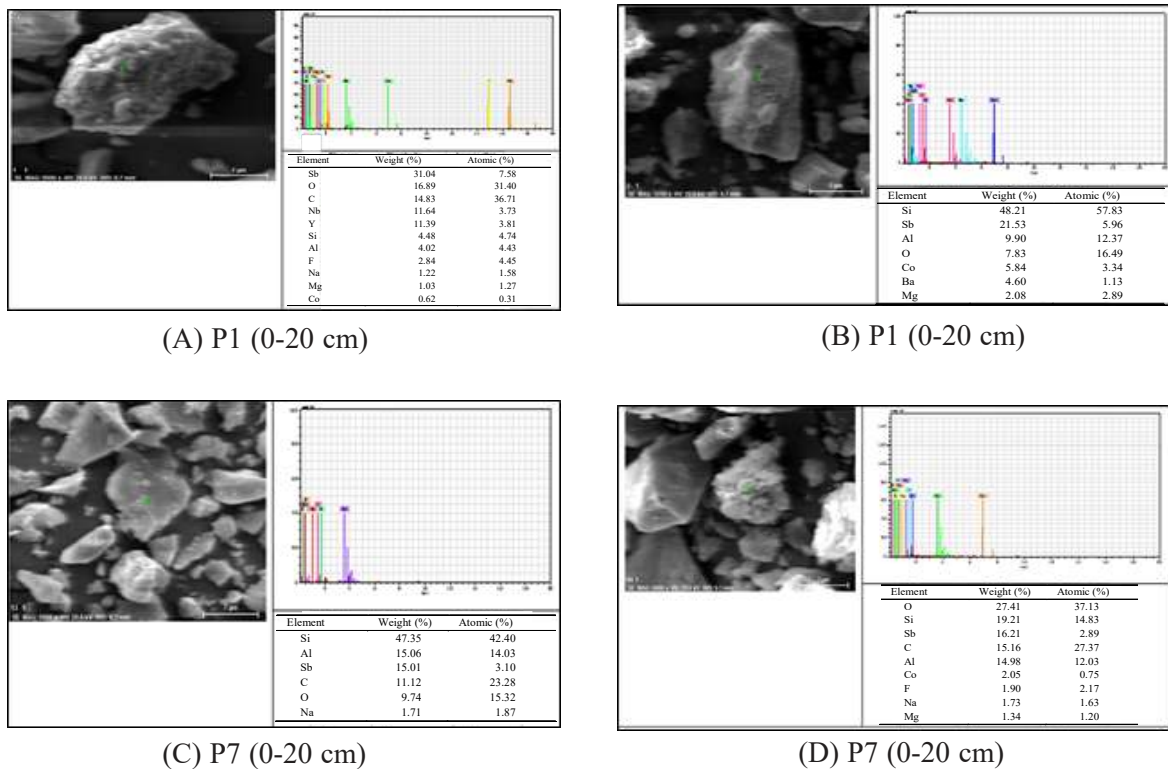 Element Weight (%) Atomic (%)
Sb 31.04 7.58
O 16.89 31.40
C 14.83 36.71
Nb 11.64 3.73
Y 11.39 3.81
Si 4.48 4.74
Al 4.02 4.43
F 2.84 4.45
Na 1.22 1.58
Mg 1.03 1.27
Co 0.62 0.31
(A) P1 (0-20 cm)
Element Weight (%) Atomic (%)
Si 48.21 57.83
Sb 21.53 5.96
Al 9.90 12.37
O 7.83 16.49
Co 5.84 3.34
Ba 4.60 1.13
Mg 2.08 2.89
(B) P1 (0-20 cm)
Element Weight (%) Atomic (%)
Si 47.35 42.40
Al 15.06 14.03
Sb 15.01 3.10
C 11.12 23.28
O 9.74 15.32
Na 1.71 1.87
(C) P7 (0-20 cm)
Element Weight (%) Atomic (%)
O 27.41 37.13
Si 19.21 14.83
Sb 16.21 2.89
C 15.16 27.37
Al 14.98 12.03
Co 2.05 0.75
F 1.90 2.17
Na 1.73 1.63
Mg 1.34 1.20
(D) P7 (0-20 cm)